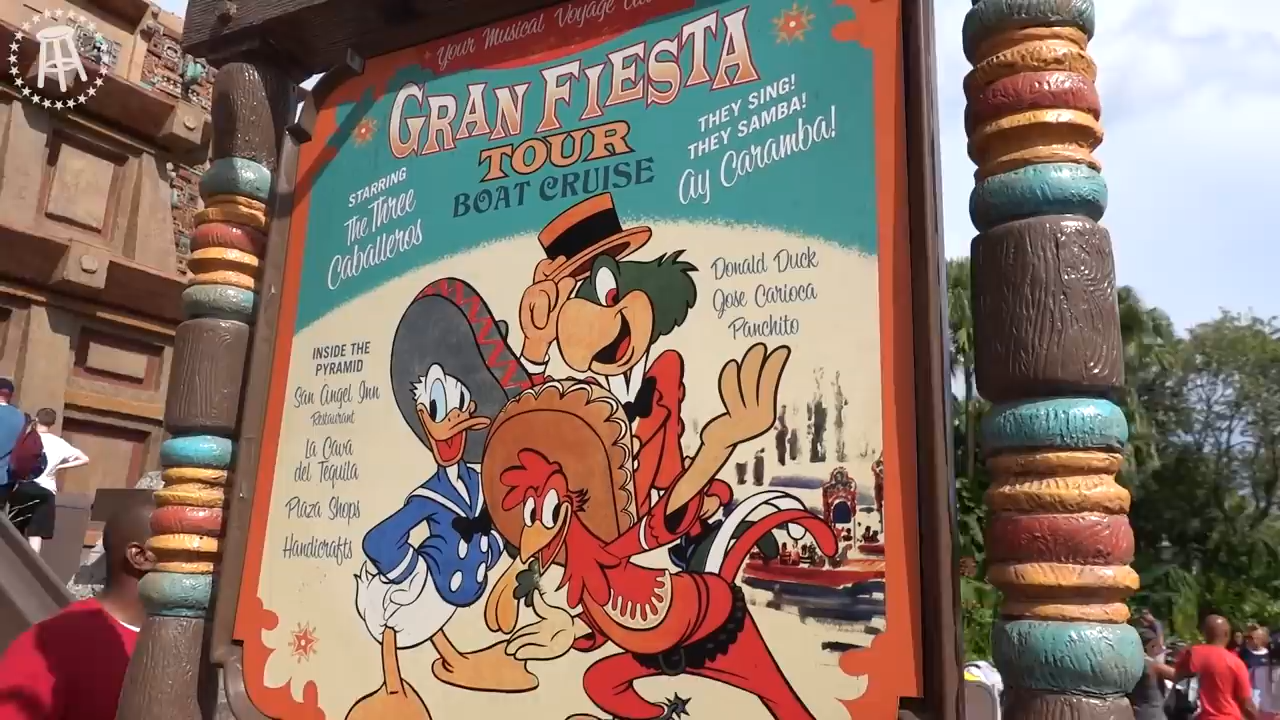 Your Musical Voyage
GRAN FIESTA
TOUR
BOAT CRUISE
STARRING
The Three
Caballeros
THEY SING!
THEY SAMBA!
Ay Caramba!
Donald Duck
Jose Carioca
Panchito
INSIDE THE
PYRAMID
San Angel Inn
Restaurant
La Cava
del Tequila
Plaza Shops
Handicrafts